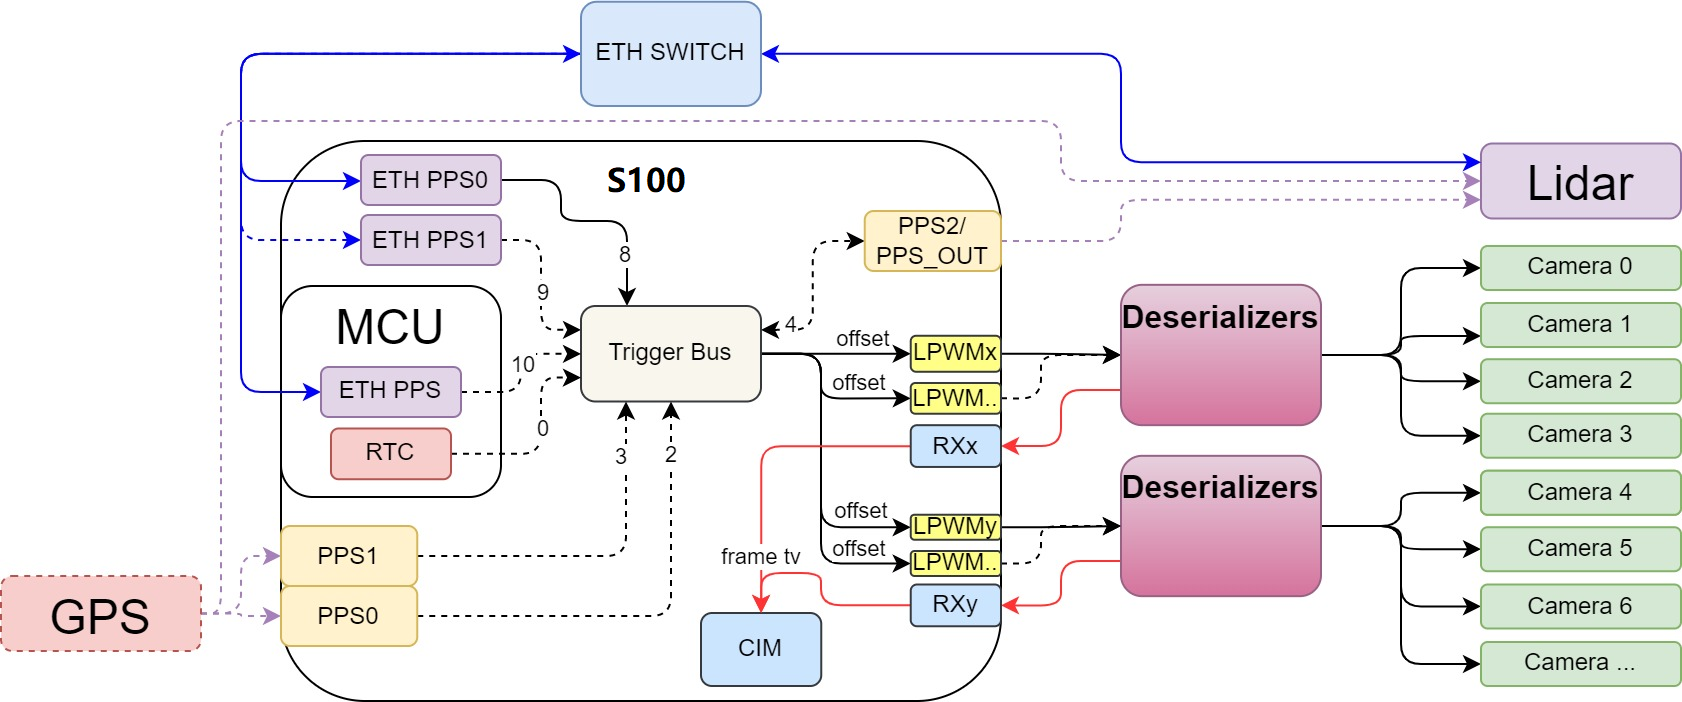 ETH SWITCH
ETH PPS0
S100
Lidar
ETH PPS1
PPS2/
PPS_OUT
8
9
4
MCU
Trigger Bus
10
ETH PPS
0
RTC
3
2
offset
LPWMx
offset
LPWM..
RXx
Deserializers
Camera 0
Camera 1
Camera 2
Camera 3
offset
LPWMy
offset
LPWM..
RXy
Deserializers
Camera 4
Camera 5
Camera 6
Camera ...
PPS1
PPS0
GPS
frame tv
CIM